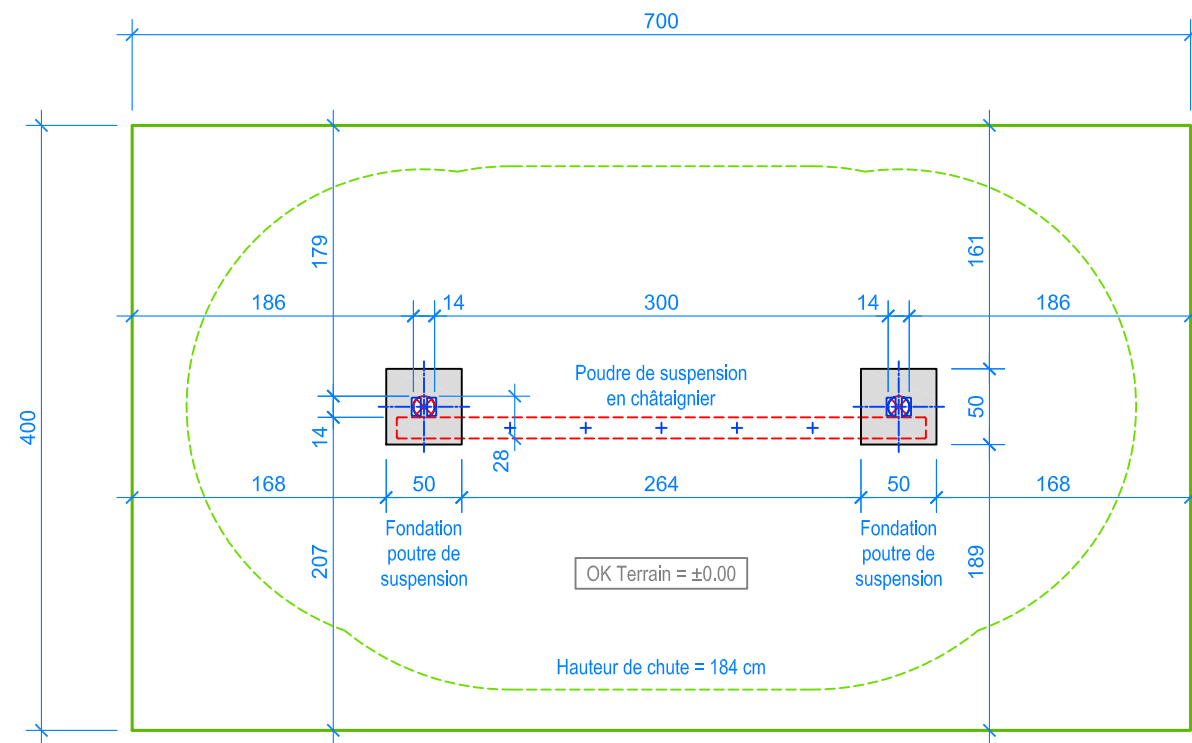 700
179
161
186
14
300
14
186
Poudre de suspension
en châtaignier
400
14
28
50
168
50
264
50
168
Fondation
poutre de
suspension
Fondation
poutre de
suspension
207
OK Terrain = ±0.00
189
Hauteur de chute = 184 cm